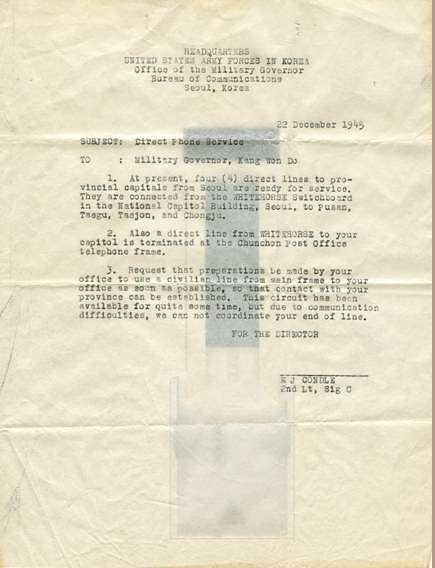 HEADQUARTERS
UNITED STATES ARMY FORCES IN KOREA
Office of the Military Governor
Bureau of Communications
Seoul, Korea
22 December 1945
SUBJECT: Direct Phone Service
TO : Military Governor, Kang Won Do
1. At present, four (4) direct lines to pro-
vincial capitals from Seoul are ready for service.
They are connected from the WHITEHORSE Switchboard
in the National Capitol Building, Seoul, to Pusan,
Taegu, Taejon, and Chongju.
2. Also a direct line from WHITEHORSE to your
capitol is terminated at the Chunchon Post Office
telephone frame.
3. Request that preparations be made by your
office to use a civilian line from main frame to your
office as soon as possible, so that contact with your
province can be established. This circuit has been
available for quite some time, but due to communication
difficulties, we can not coordinate your end of line.
FOR THE DIRECTOR
E J CONDLE
2nd Lt, Sig C